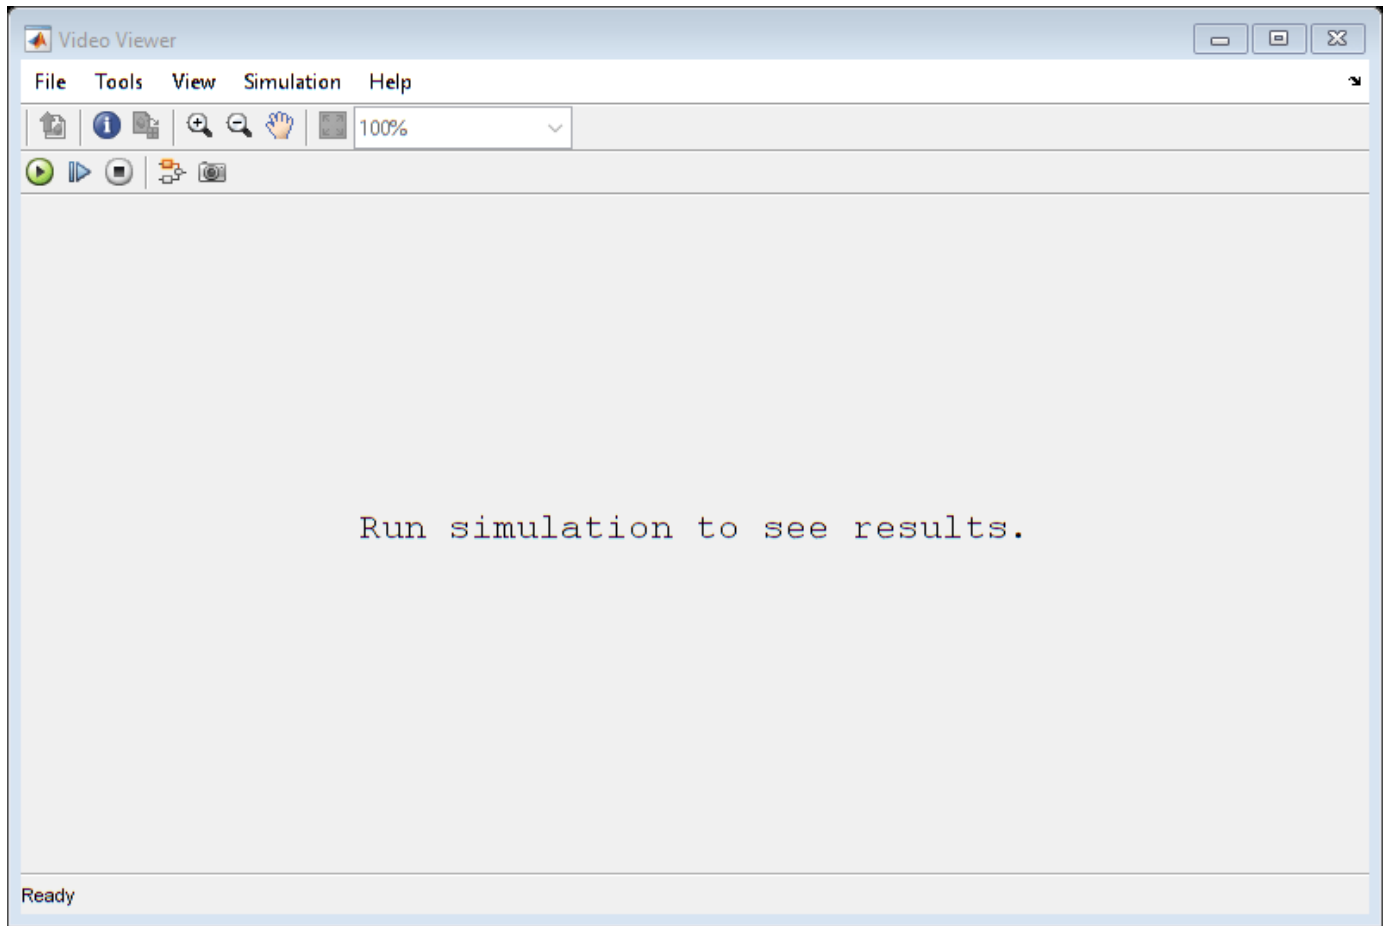 Video Viewer
File Tools View Simulation Help
100%
Run simulation to see results.
Ready